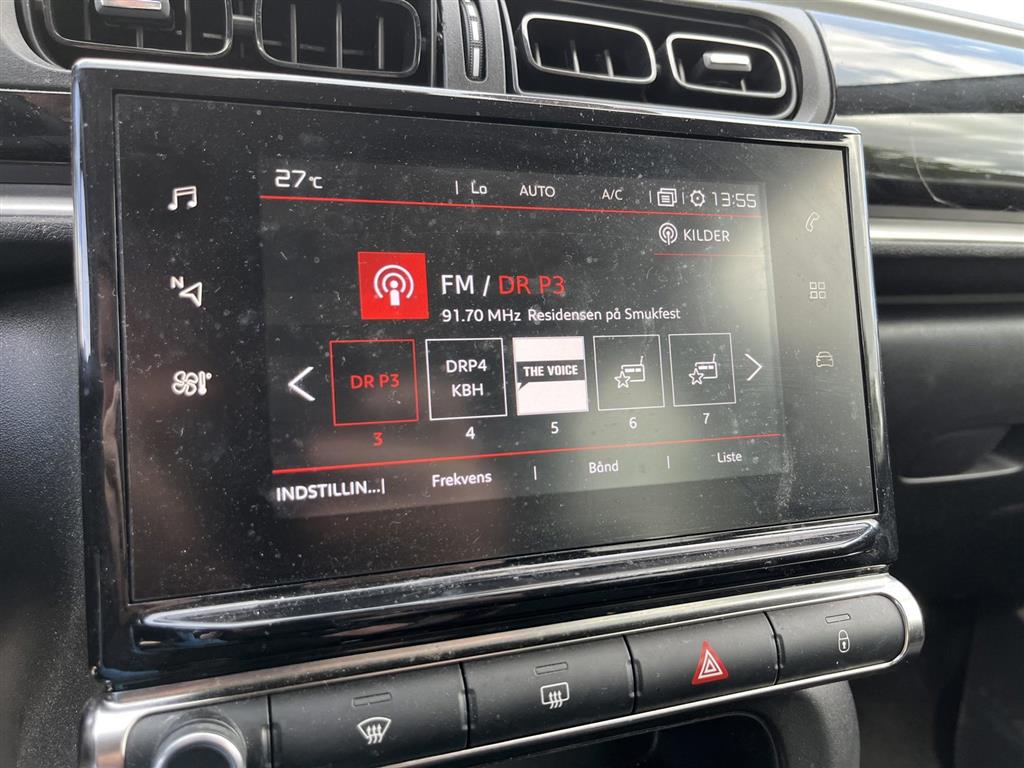 27°C | Lo AUTO A/C | | 13:55
KILDER
FM / DR P3
91.70 MHz Residensen på Smukfest
DR P3
DRP4
KBH
THE VOICE
3 4 5 6 7
INDSTILLIN...| Frekvens | Bånd | Liste
N